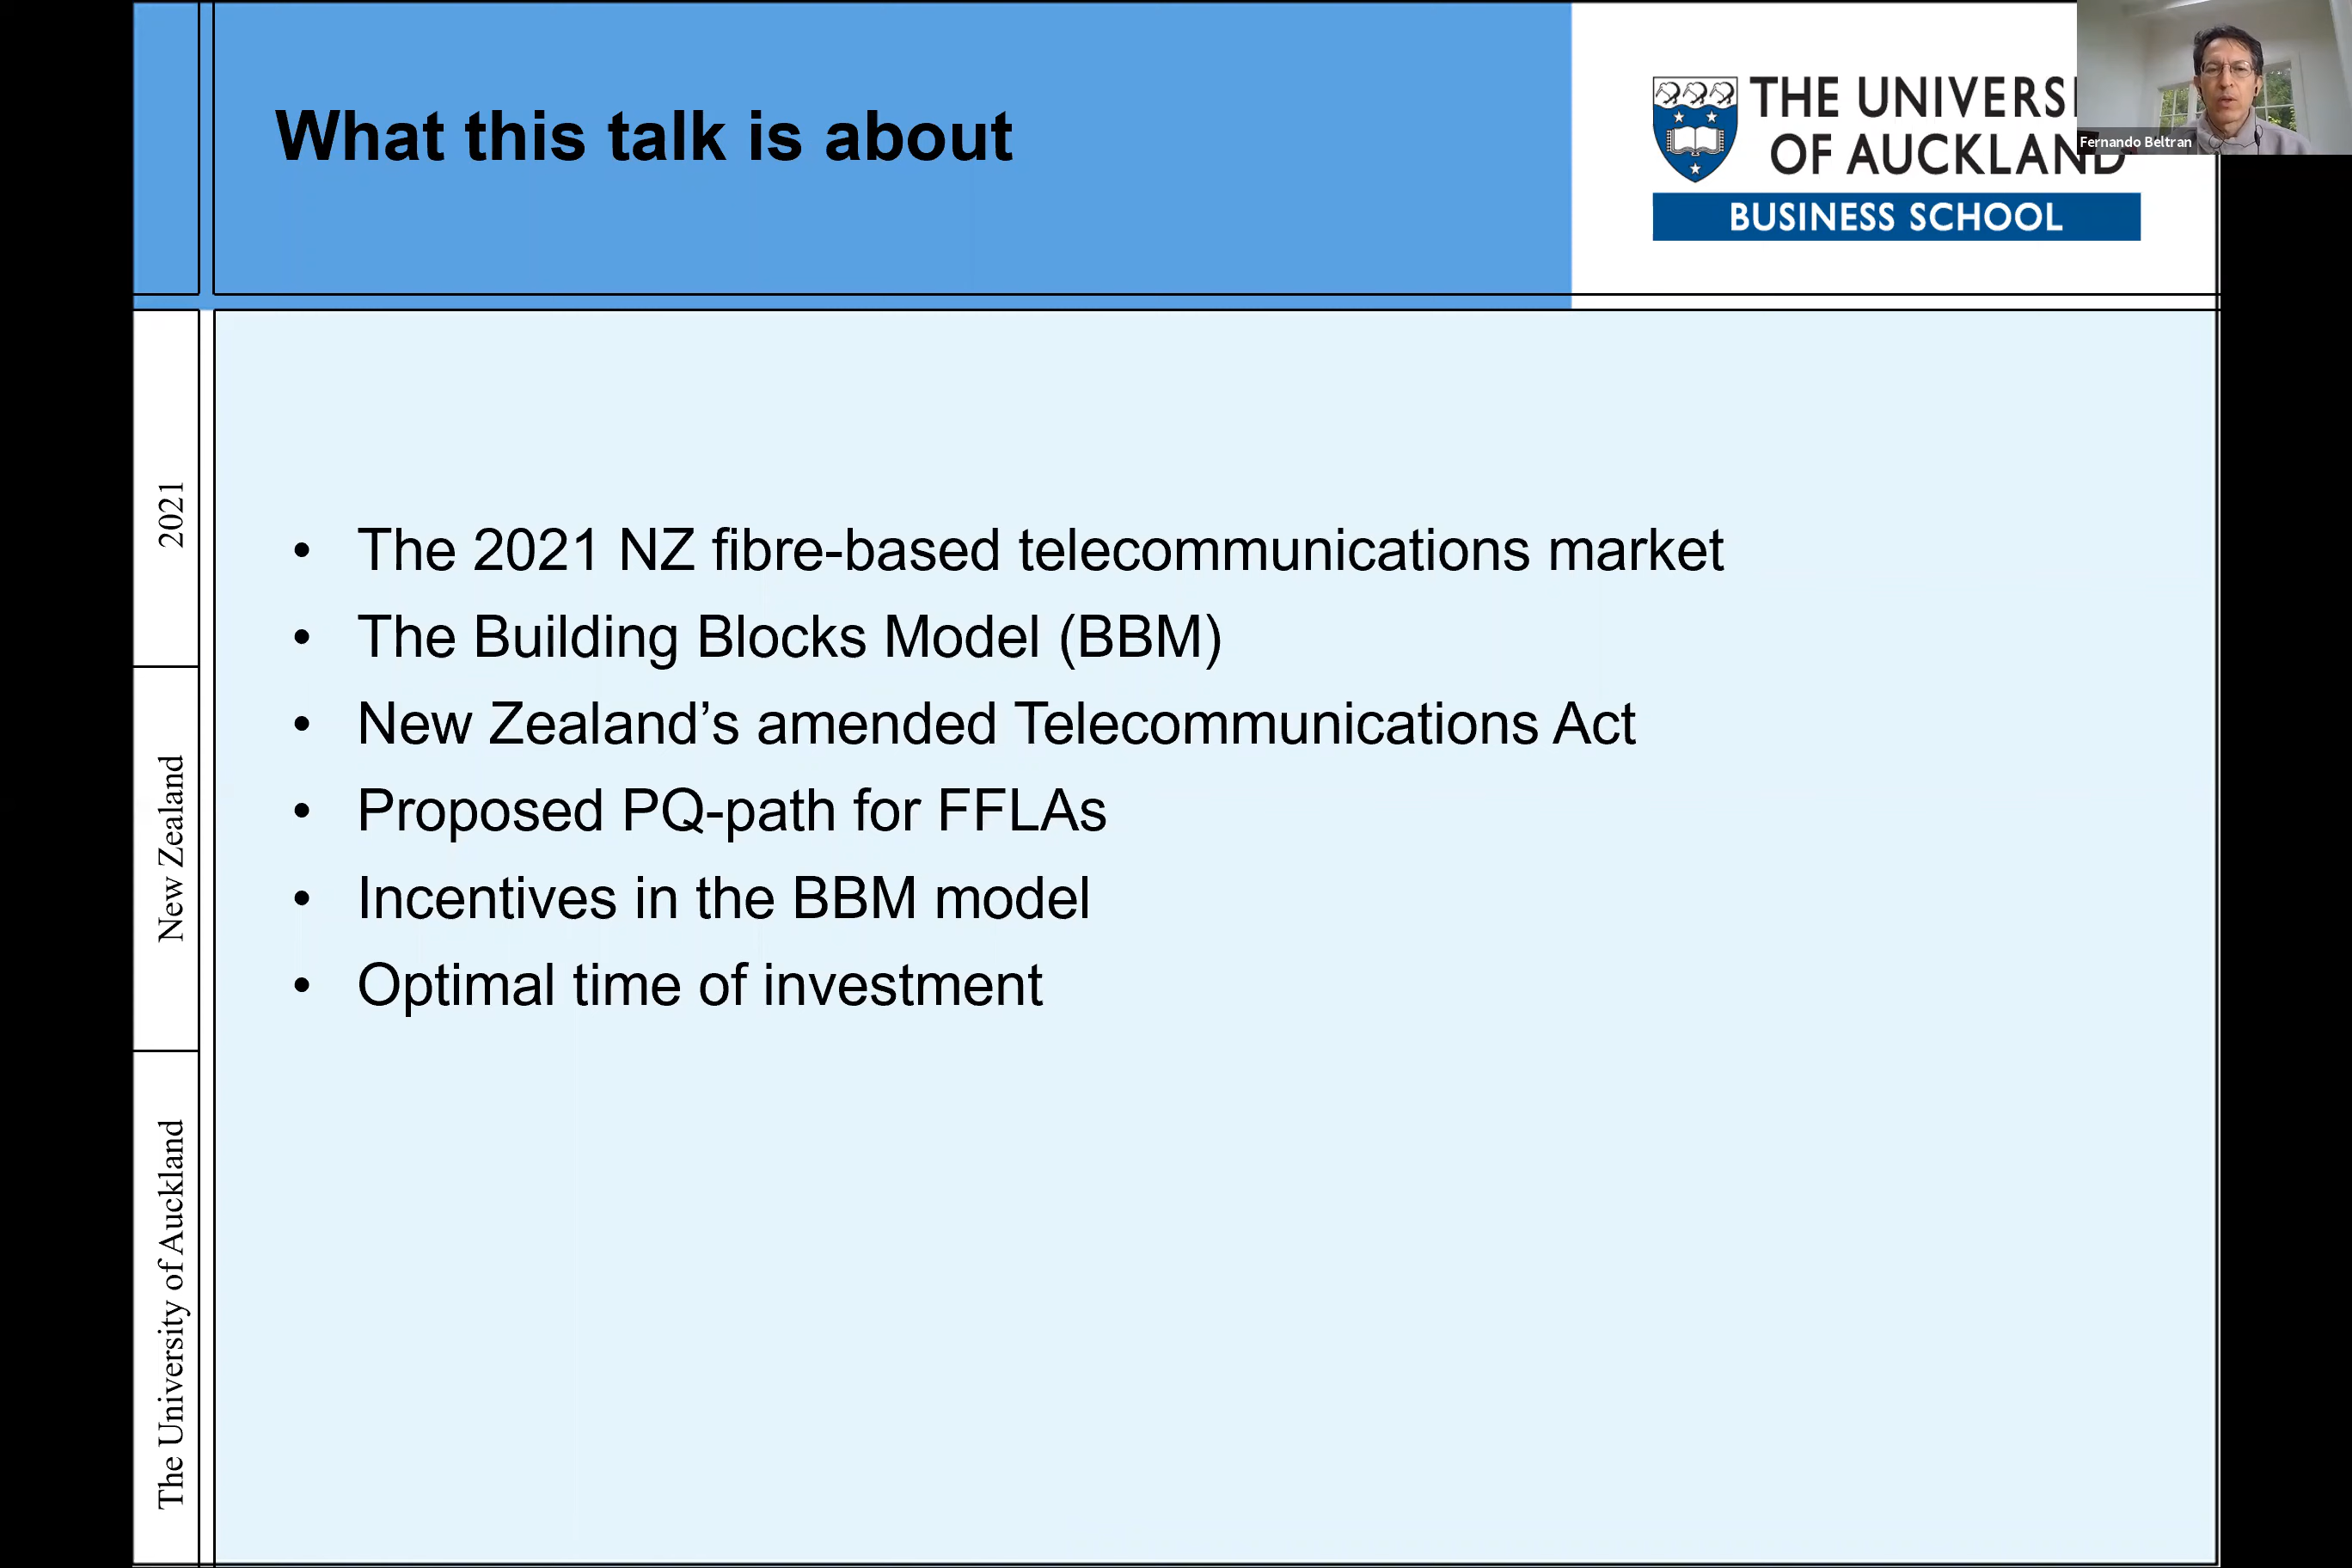 What this talk is about
THE UNIVERSI
OF AUCKLAND
BUSINESS SCHOOL
Fernando Beltran
• The 2021 NZ fibre-based telecommunications market
• The Building Blocks Model (BBM)
• New Zealand’s amended Telecommunications Act
• Proposed PQ-path for FFLAs
• Incentives in the BBM model
• Optimal time of investment
2021
New Zealand
The University of Auckland